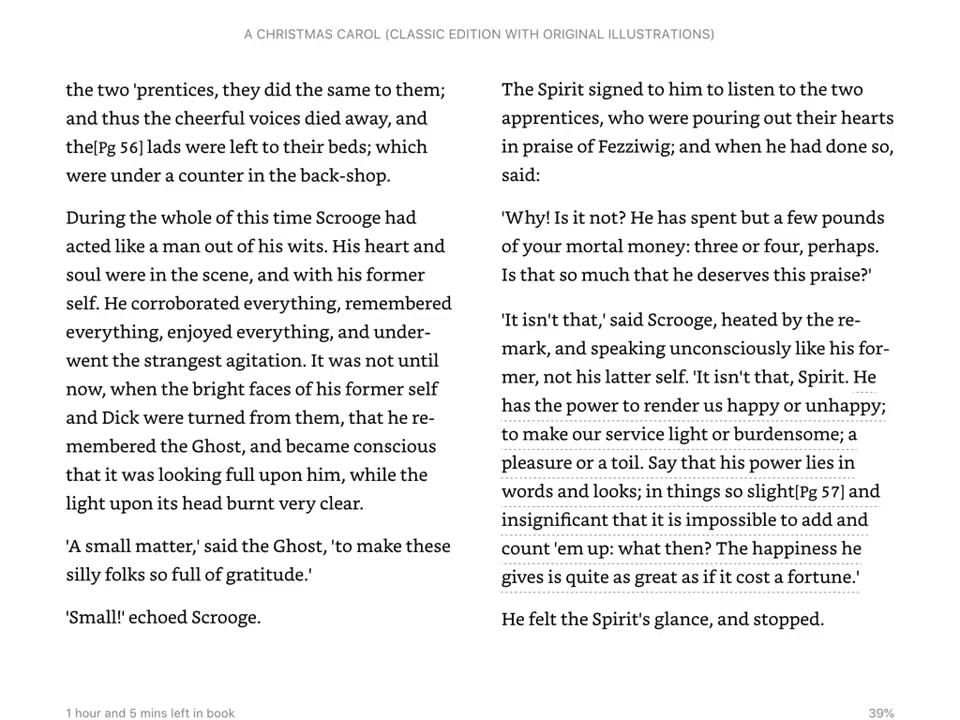 A CHRISTMAS CAROL (CLASSIC EDITION WITH ORIGINAL ILLUSTRATIONS)
the two 'prentices, they did the same to them;
and thus the cheerful voices died away, and
the[Pg 56] lads were left to their beds; which
were under a counter in the back-shop.
During the whole of this time Scrooge had
acted like a man out of his wits. His heart and
soul were in the scene, and with his former
self. He corroborated everything, remembered
everything, enjoyed everything, and under-
went the strangest agitation. It was not until
now, when the bright faces of his former self
and Dick were turned from them, that he re-
membered the Ghost, and became conscious
that it was looking full upon him, while the
light upon its head burnt very clear.
'A small matter,' said the Ghost, 'to make these
silly folks so full of gratitude.'
'Small!' echoed Scrooge.
The Spirit signed to him to listen to the two
apprentices, who were pouring out their hearts
in praise of Fezziwig; and when he had done so,
said:
'Why! Is it not? He has spent but a few pounds
of your mortal money: three or four, perhaps.
Is that so much that he deserves this praise?'
'It isn't that,' said Scrooge, heated by the re-
mark, and speaking unconsciously like his for-
mer, not his latter self. 'It isn't that, Spirit. He
has the power to render us happy or unhappy;
to make our service light or burdensome; a
pleasure or a toil. Say that his power lies in
words and looks; in things so slight[Pg 57] and
insignificant that it is impossible to add and
count 'em up: what then? The happiness he
gives is quite as great as if it cost a fortune.'
He felt the Spirit's glance, and stopped.
1 hour and 5 mins left in book
39%